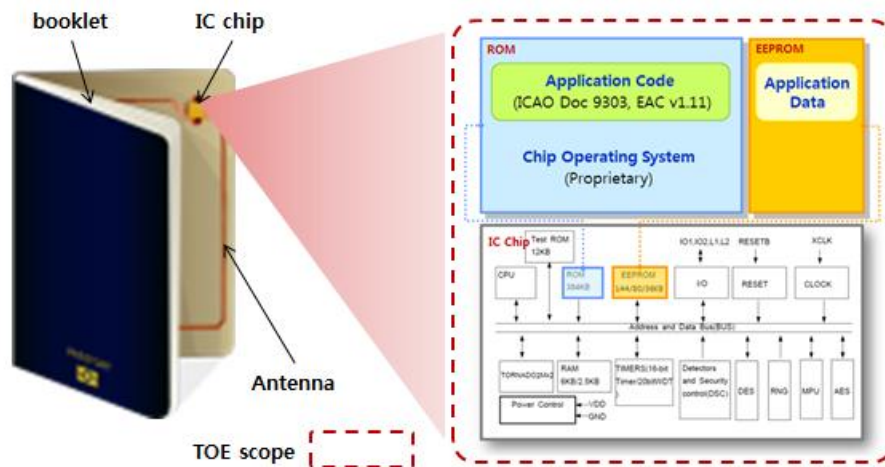 booklet
IC chip
Antenna
TOE scope
ROM
EEPROM
Application Code
(ICAO Doc 9303, EAC v1.11)
Application
Data
Chip Operating System
(Proprietary)
IC Chip
Test ROM
12KB
IO1,IO2,L1,L2
RESETB
XCLK
CPU
ROM
384KB
EEPROM
144/80/36KB
I/O
RESET
CLOCK
Address and Data Bus(BUS)
TORNADO2Mx2
RAM
6KB/2.5KB
TIMERS(16-bit
Timer/20bitWDT
)
Detectors
and Security
control(DSC)
DES
RNG
MPU
AES
Power Control
VDD
GND